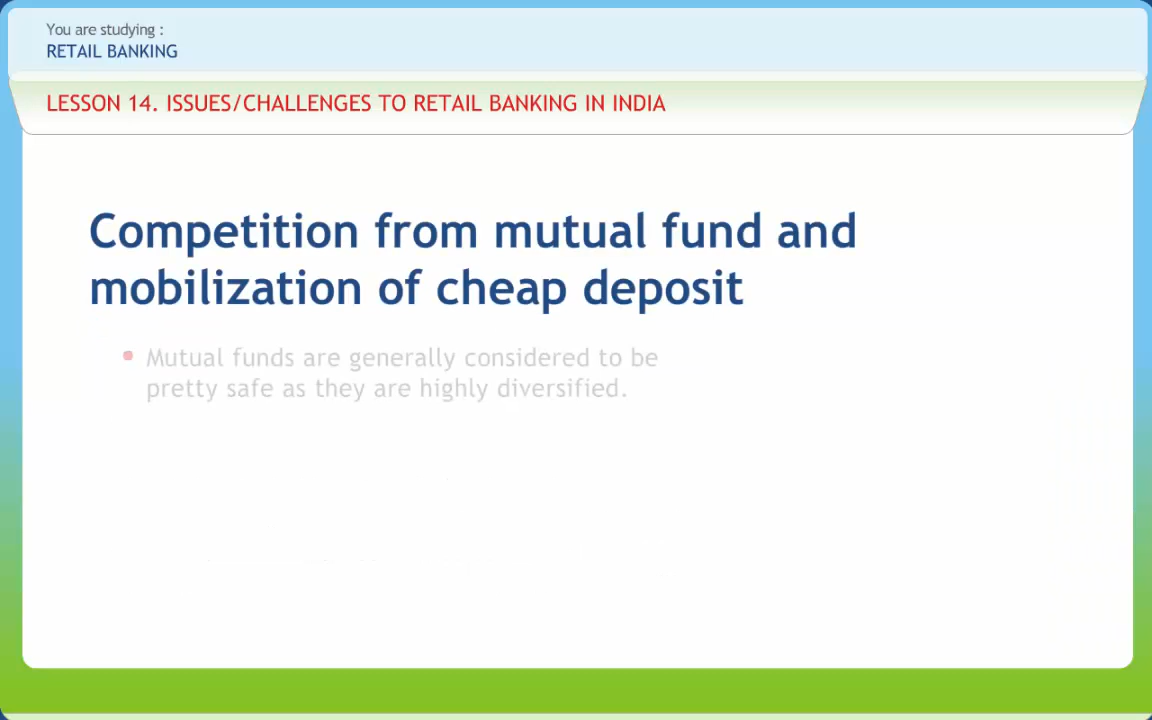 You are studying :
RETAIL BANKING
LESSON 14. ISSUES/CHALLENGES TO RETAIL BANKING IN INDIA
Competition from mutual fund and
mobilization of cheap deposit
• Mutual funds are generally considered to be
pretty safe as they are highly diversified.